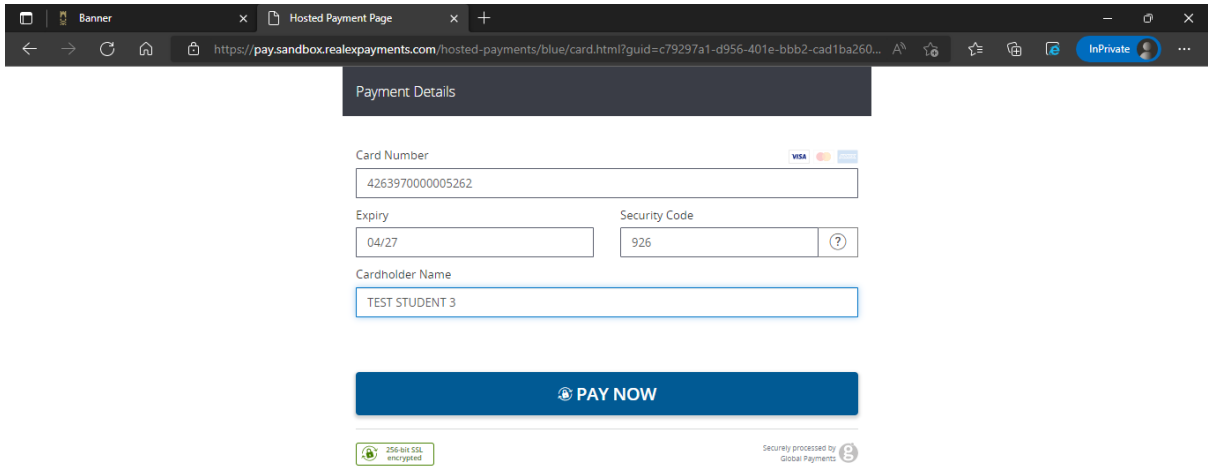 Banner
Hosted Payment Page
https://pay.sandbox.realexpayments.com/hosted-payments/blue/card.html?guid=c79297a1-d956-401e-bbb2-cad1ba260...
InPrivate
Payment Details
Card Number
VISA
4263970000005262
Expiry
Security Code
04/27
926
?
Cardholder Name
TEST STUDENT 3
PAY NOW
256-bit SSL
encrypted
Securely processed by
Global Payments